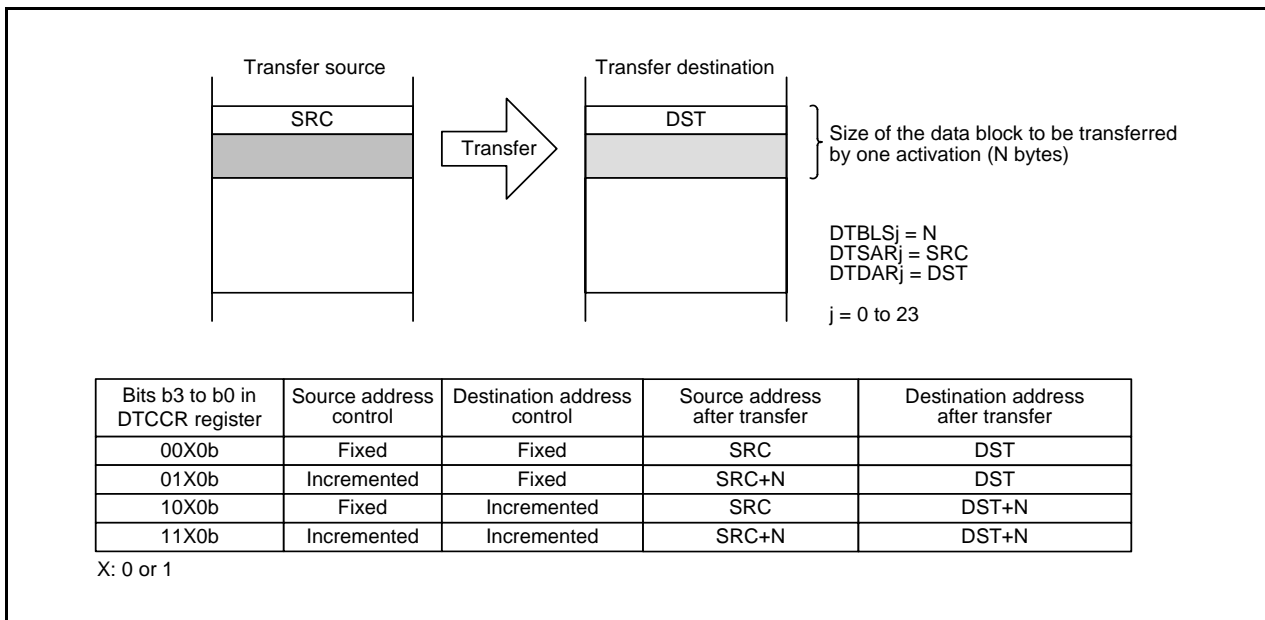 Transfer source
Transfer destination
SRC
DST
Transfer
Size of the data block to be transferred
by one activation (N bytes)
DTBLSj = N
DTSARj = SRC
DTDARj = DST
j = 0 to 23
Bits b3 to b0 in
DTCCR register
Source address
control
Destination address
control
Source address
after transfer
Destination address
after transfer
00X0b Fixed Fixed SRC DST
01X0b Incremented Fixed SRC+N DST
10X0b Fixed Incremented SRC DST+N
11X0b Incremented Incremented SRC+N DST+N
X: 0 or 1